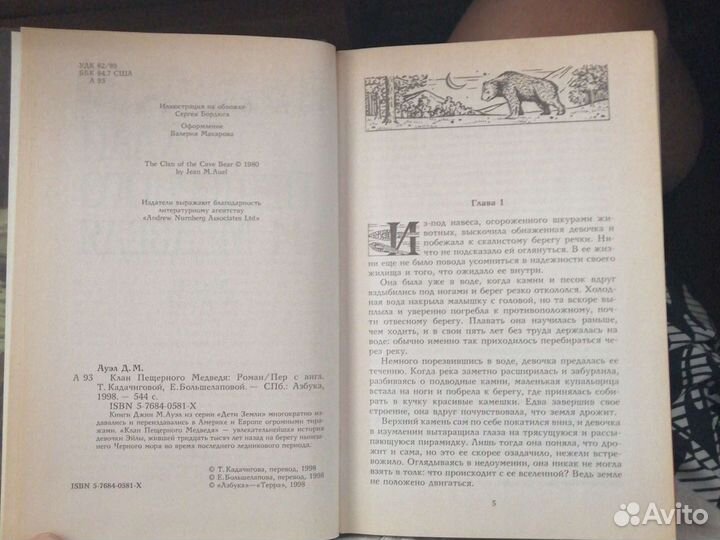 УДК 82/89
ББК 84.7 США
А 93
Иллюстрация на обложке
Сергея Бордюга
Оформление
Валерия Макарова
The Clan of the Cove Bear © 1980
by Jean M. Auel
Издатели выражают благодарность
литературному агентству
«Andrew Nurnberg Associates Ltd»
Ауэл Д. М.
А 93 Клан Пещерного Медведя: Роман/Пер с англ.
Т. Кадачиговой, Е. Большелаповой. — СПб.: Азбука,
1998. — 544 с.
ISBN 5-7684-0581-X
Книги Джин М. Ауэл из серии «Дети Земли» многократно из-
давались и переиздавались в Америке и Европе огромными тира-
жами. «Клан Пещерного Медведя» — увлекательнейшая история
девочки Эйлы, жившей тридцать тысяч лет назад на берегу нынеш-
него Черного моря во время последнего ледникового периода.
© Т. Кадачигова, перевод, 1998
© Е. Большелапова, перевод, 1998
ISBN 5-7684-0581-X © «Азбука»—«Терра», 1998
Глава 1
Из-под навеса, огороженного шкурами жи-
вотных, выскочила обнаженная девочка и
побежала к скалистому берегу речки. Ни-
что не подсказало ей оглянуться. В ее жиз-
ни еще не было повода усомниться в надежности своего
жилища и того, что ожидало ее внутри.
Она была уже в воде, когда камни и песок вдруг
вздыбились под ногами и берег резко откололся. Холод-
ная вода накрыла малышку с головой, но та вскоре вы-
плыла и уверенно погребла к противоположному, поч-
ти отвесному берегу. Плавать она научилась раньше,
чем ходить, и в свои пять лет без труда держалась на
воде: обычно именно так приходилось перебираться через
реку.
Немного порезвившись в воде, девочка предалась ее
течению. Когда река заметно расширилась и забурлила,
разбиваясь о подводные камни, маленькая купальщица
встала на ноги и побрела к берегу, где принялась соби-
рать в кучку красивые камешки. Едва завершив свое
строение, она вдруг почувствовала, что земля дрожит.
Верхний камень сам по себе покатился вниз, и девочка
в изумлении вытаращила глаза на трясущуюся и рассы-
пающуюся пирамидку. Лишь тогда она поняла, что дро-
жит и сама, но ее скорее это озадачило, нежели встре-
вожило. Оглядываясь в недоумении, она никак не могла
взять в толк: что происходит с ее вселенной? Ведь земле
не положено двигаться.
5
Avito